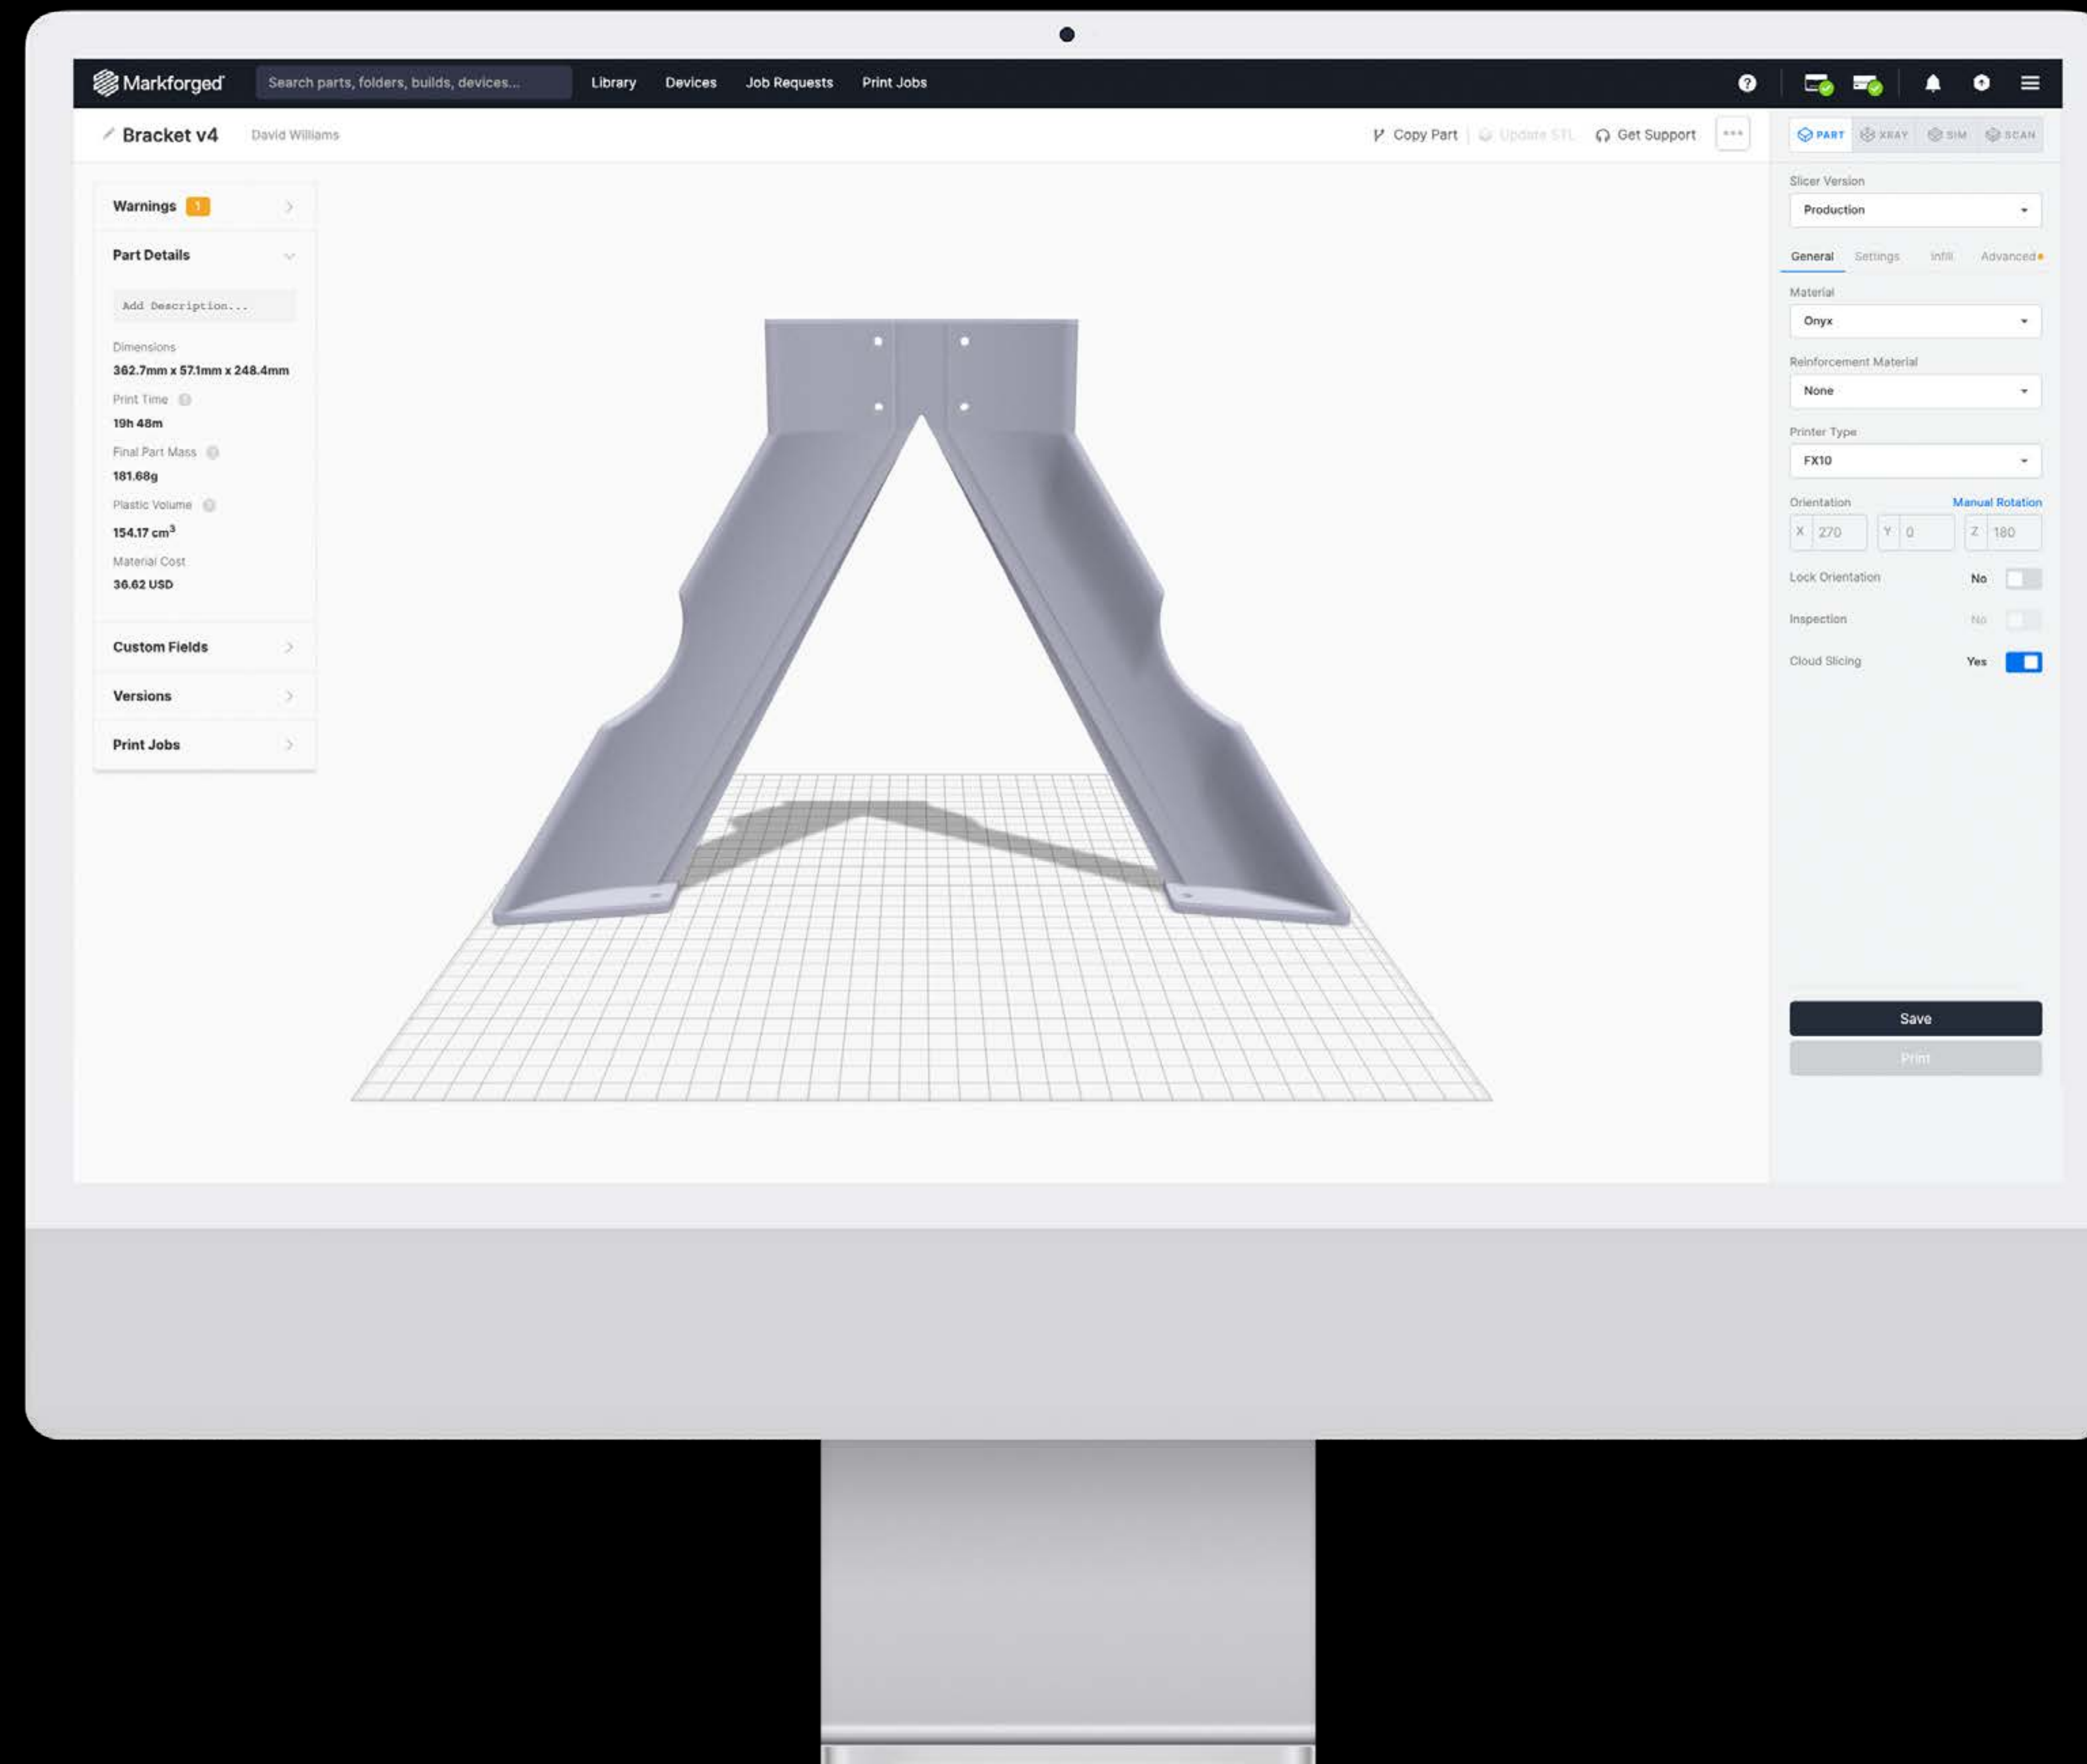 Markforged
Search parts, folders, builds, devices...
Library
Devices
Job Requests
Print Jobs
Bracket v4
David Williams
Copy Part
Update STL
Get Support
PART
XRAY
SIM
SCAN
Warnings 1
Part Details
Add Description...
Dimensions
362.7mm x 57.1mm x 248.4mm
Print Time
19h 48m
Final Part Mass
181.68g
Plastic Volume
154.17 cm³
Material Cost
36.62 USD
Custom Fields
Versions
Print Jobs
Slicer Version
Production
General
Settings
Infill
Advanced
Material
Onyx
Reinforcement Material
None
Printer Type
FX10
Orientation
Manual Rotation
X 270
Y 0
Z 180
Lock Orientation
No
Inspection
No
Cloud Slicing
Yes
Save
Print